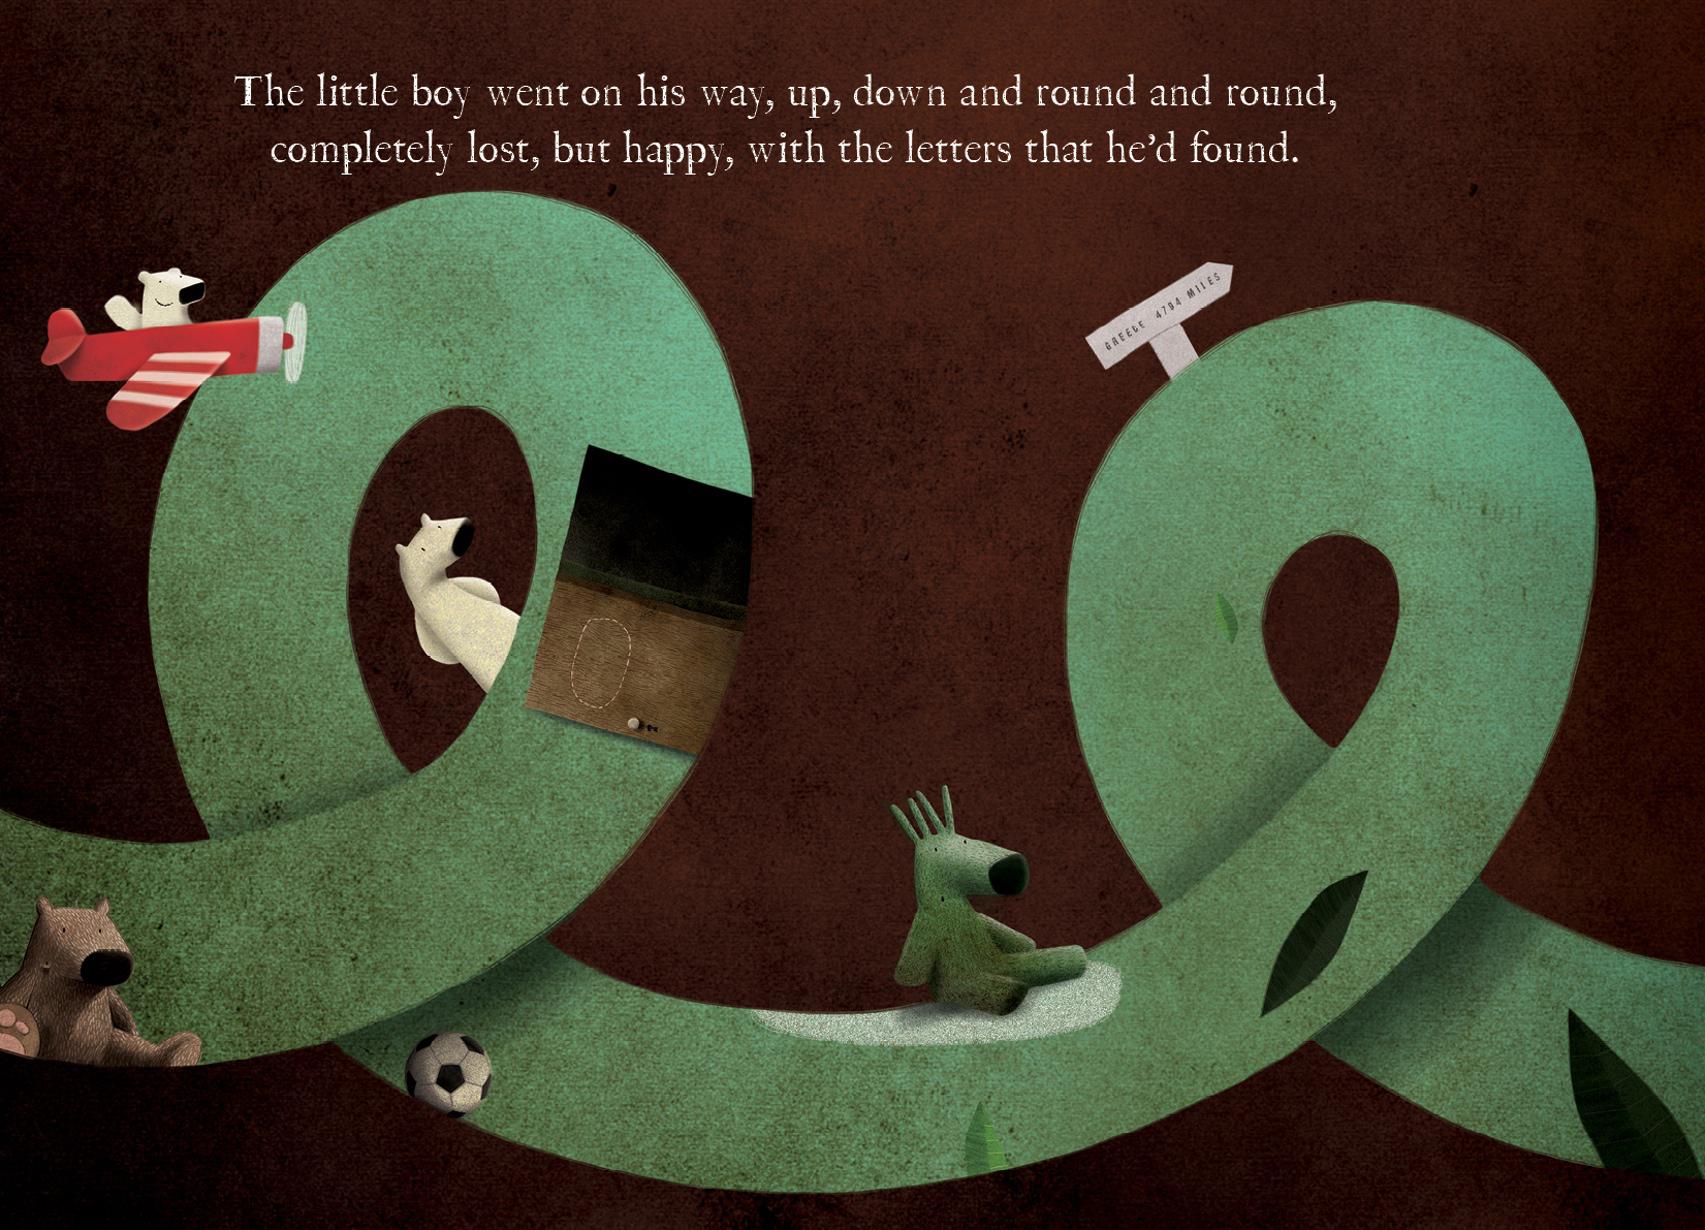 The little boy went on his way, up, down and round and round,
completely lost, but happy, with the letters that he’d found.
GREECE 4794 MILES